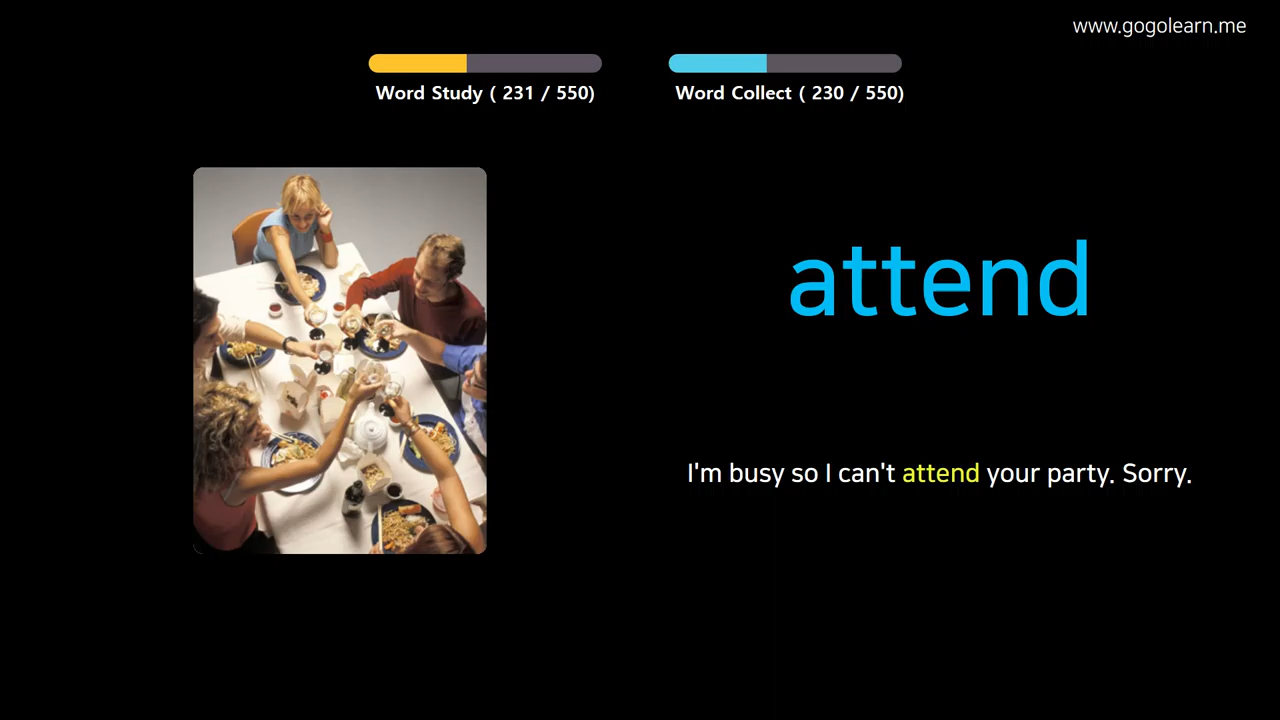 www.gogolearn.me
Word Study ( 231 / 550)
Word Collect ( 230 / 550)
attend
I'm busy so I can't attend your party. Sorry.